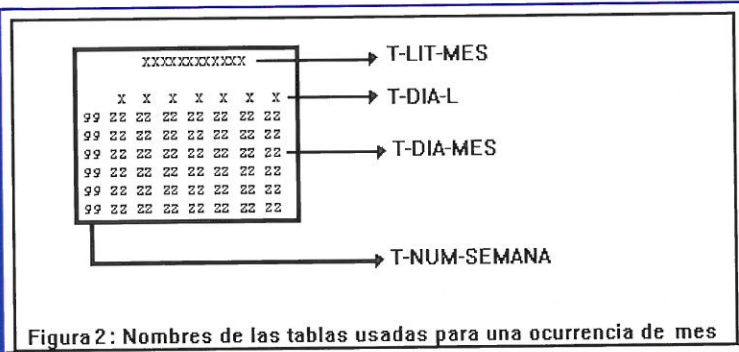 XXXXXXXXXXXX T-LIT-MES
X X X X X X X T-DIA-L
99 ZZ ZZ ZZ ZZ ZZ ZZ ZZ
99 ZZ ZZ ZZ ZZ ZZ ZZ ZZ
99 ZZ ZZ ZZ ZZ ZZ ZZ ZZ T-DIA-MES
99 ZZ ZZ ZZ ZZ ZZ ZZ ZZ
99 ZZ ZZ ZZ ZZ ZZ ZZ ZZ
99 ZZ ZZ ZZ ZZ ZZ ZZ ZZ
T-NUM-SEMANA
Figura 2: Nombres de las tablas usadas para una ocurrencia de mes